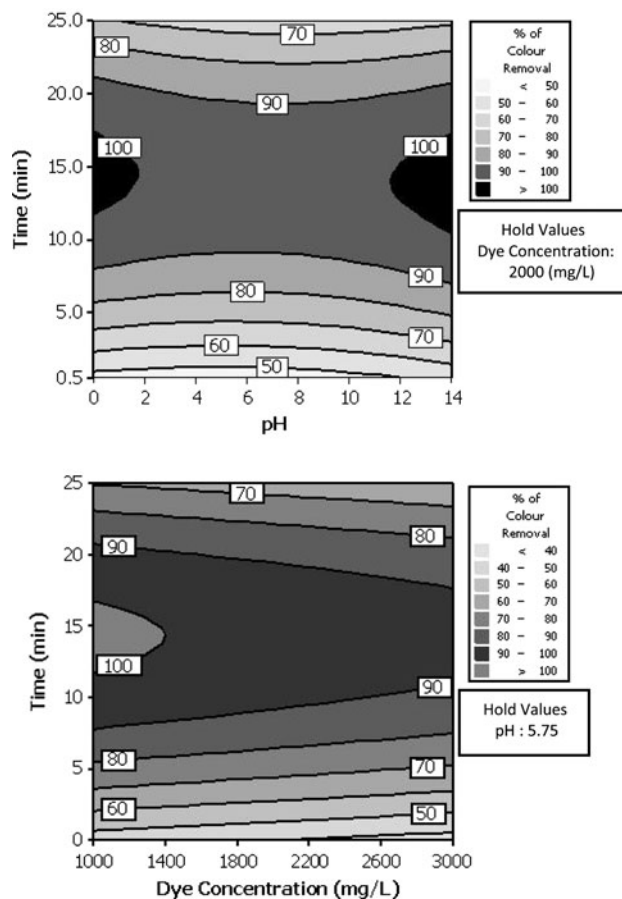 25.0
20.0
15.0
10.0
5.0
0.5
Time (min)
80
70
90
100
100
90
80
70
60
50
0
2
4
6
8
10
12
14
pH
% of
Colour
Removal
< 50
50 – 60
60 – 70
70 – 80
80 – 90
90 – 100
> 100
Hold Values
Dye Concentration:
2000 (mg/L)
25
20
15
10
5
0
Time (min)
70
80
90
100
90
80
70
60
50
1000
1400
1800
2200
2600
3000
Dye Concentration (mg/L)
% of
Colour
Removal
< 40
40 – 50
50 – 60
60 – 70
70 – 80
80 – 90
90 – 100
> 100
Hold Values
pH : 5.75